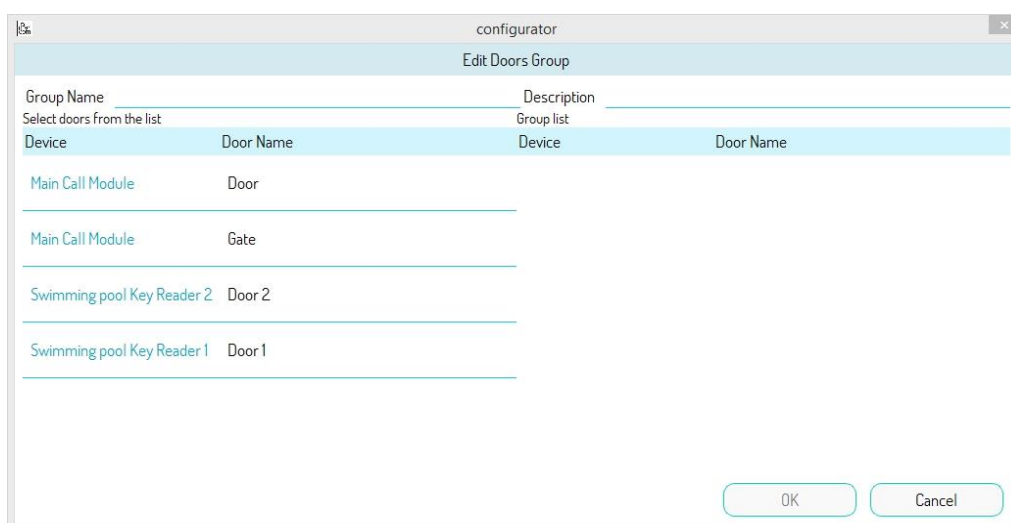 configurator
Edit Doors Group
Group Name Description
Select doors from the list Group list
Device Door Name Device Door Name
Main Call Module Door
Main Call Module Gate
Swimming pool Key Reader 2 Door 2
Swimming pool Key Reader 1 Door 1
OK Cancel